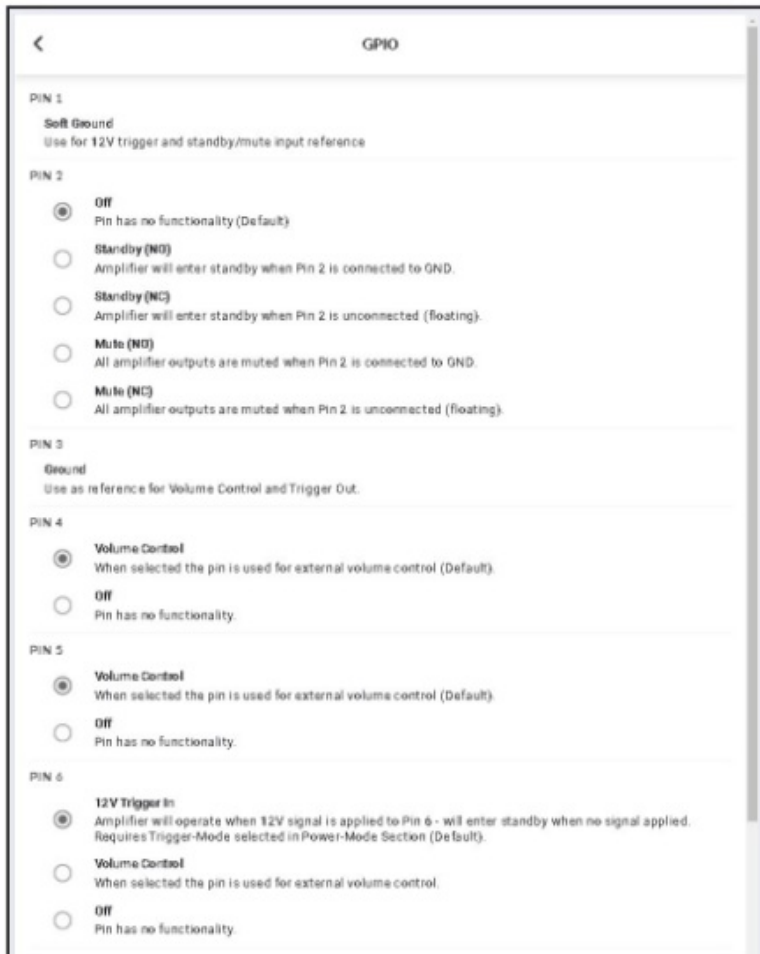 GPIO
PIN 1
Soft Ground
Use for 12V trigger and standby/mute input reference
PIN 2
Off
Pin has no functionality (Default)
Standby (NO)
Amplifier will enter standby when Pin 2 is connected to GND.
Standby (NC)
Amplifier will enter standby when Pin 2 is unconnected (floating).
Mute (NO)
All amplifier outputs are muted when Pin 2 is connected to GND.
Mute (NC)
All amplifier outputs are muted when Pin 2 is unconnected (floating).
PIN 3
Ground
Use as reference for Volume Control and Trigger Out.
PIN 4
Volume Control
When selected the pin is used for external volume control (Default).
Off
Pin has no functionality.
PIN 5
Volume Control
When selected the pin is used for external volume control (Default).
Off
Pin has no functionality.
PIN 6
12V Trigger In
Amplifier will operate when 12V signal is applied to Pin 6 - will enter standby when no signal applied.
Requires Trigger-Mode selected in Power-Mode Section (Default).
Volume Control
When selected the pin is used for external volume control.
Off
Pin has no functionality.